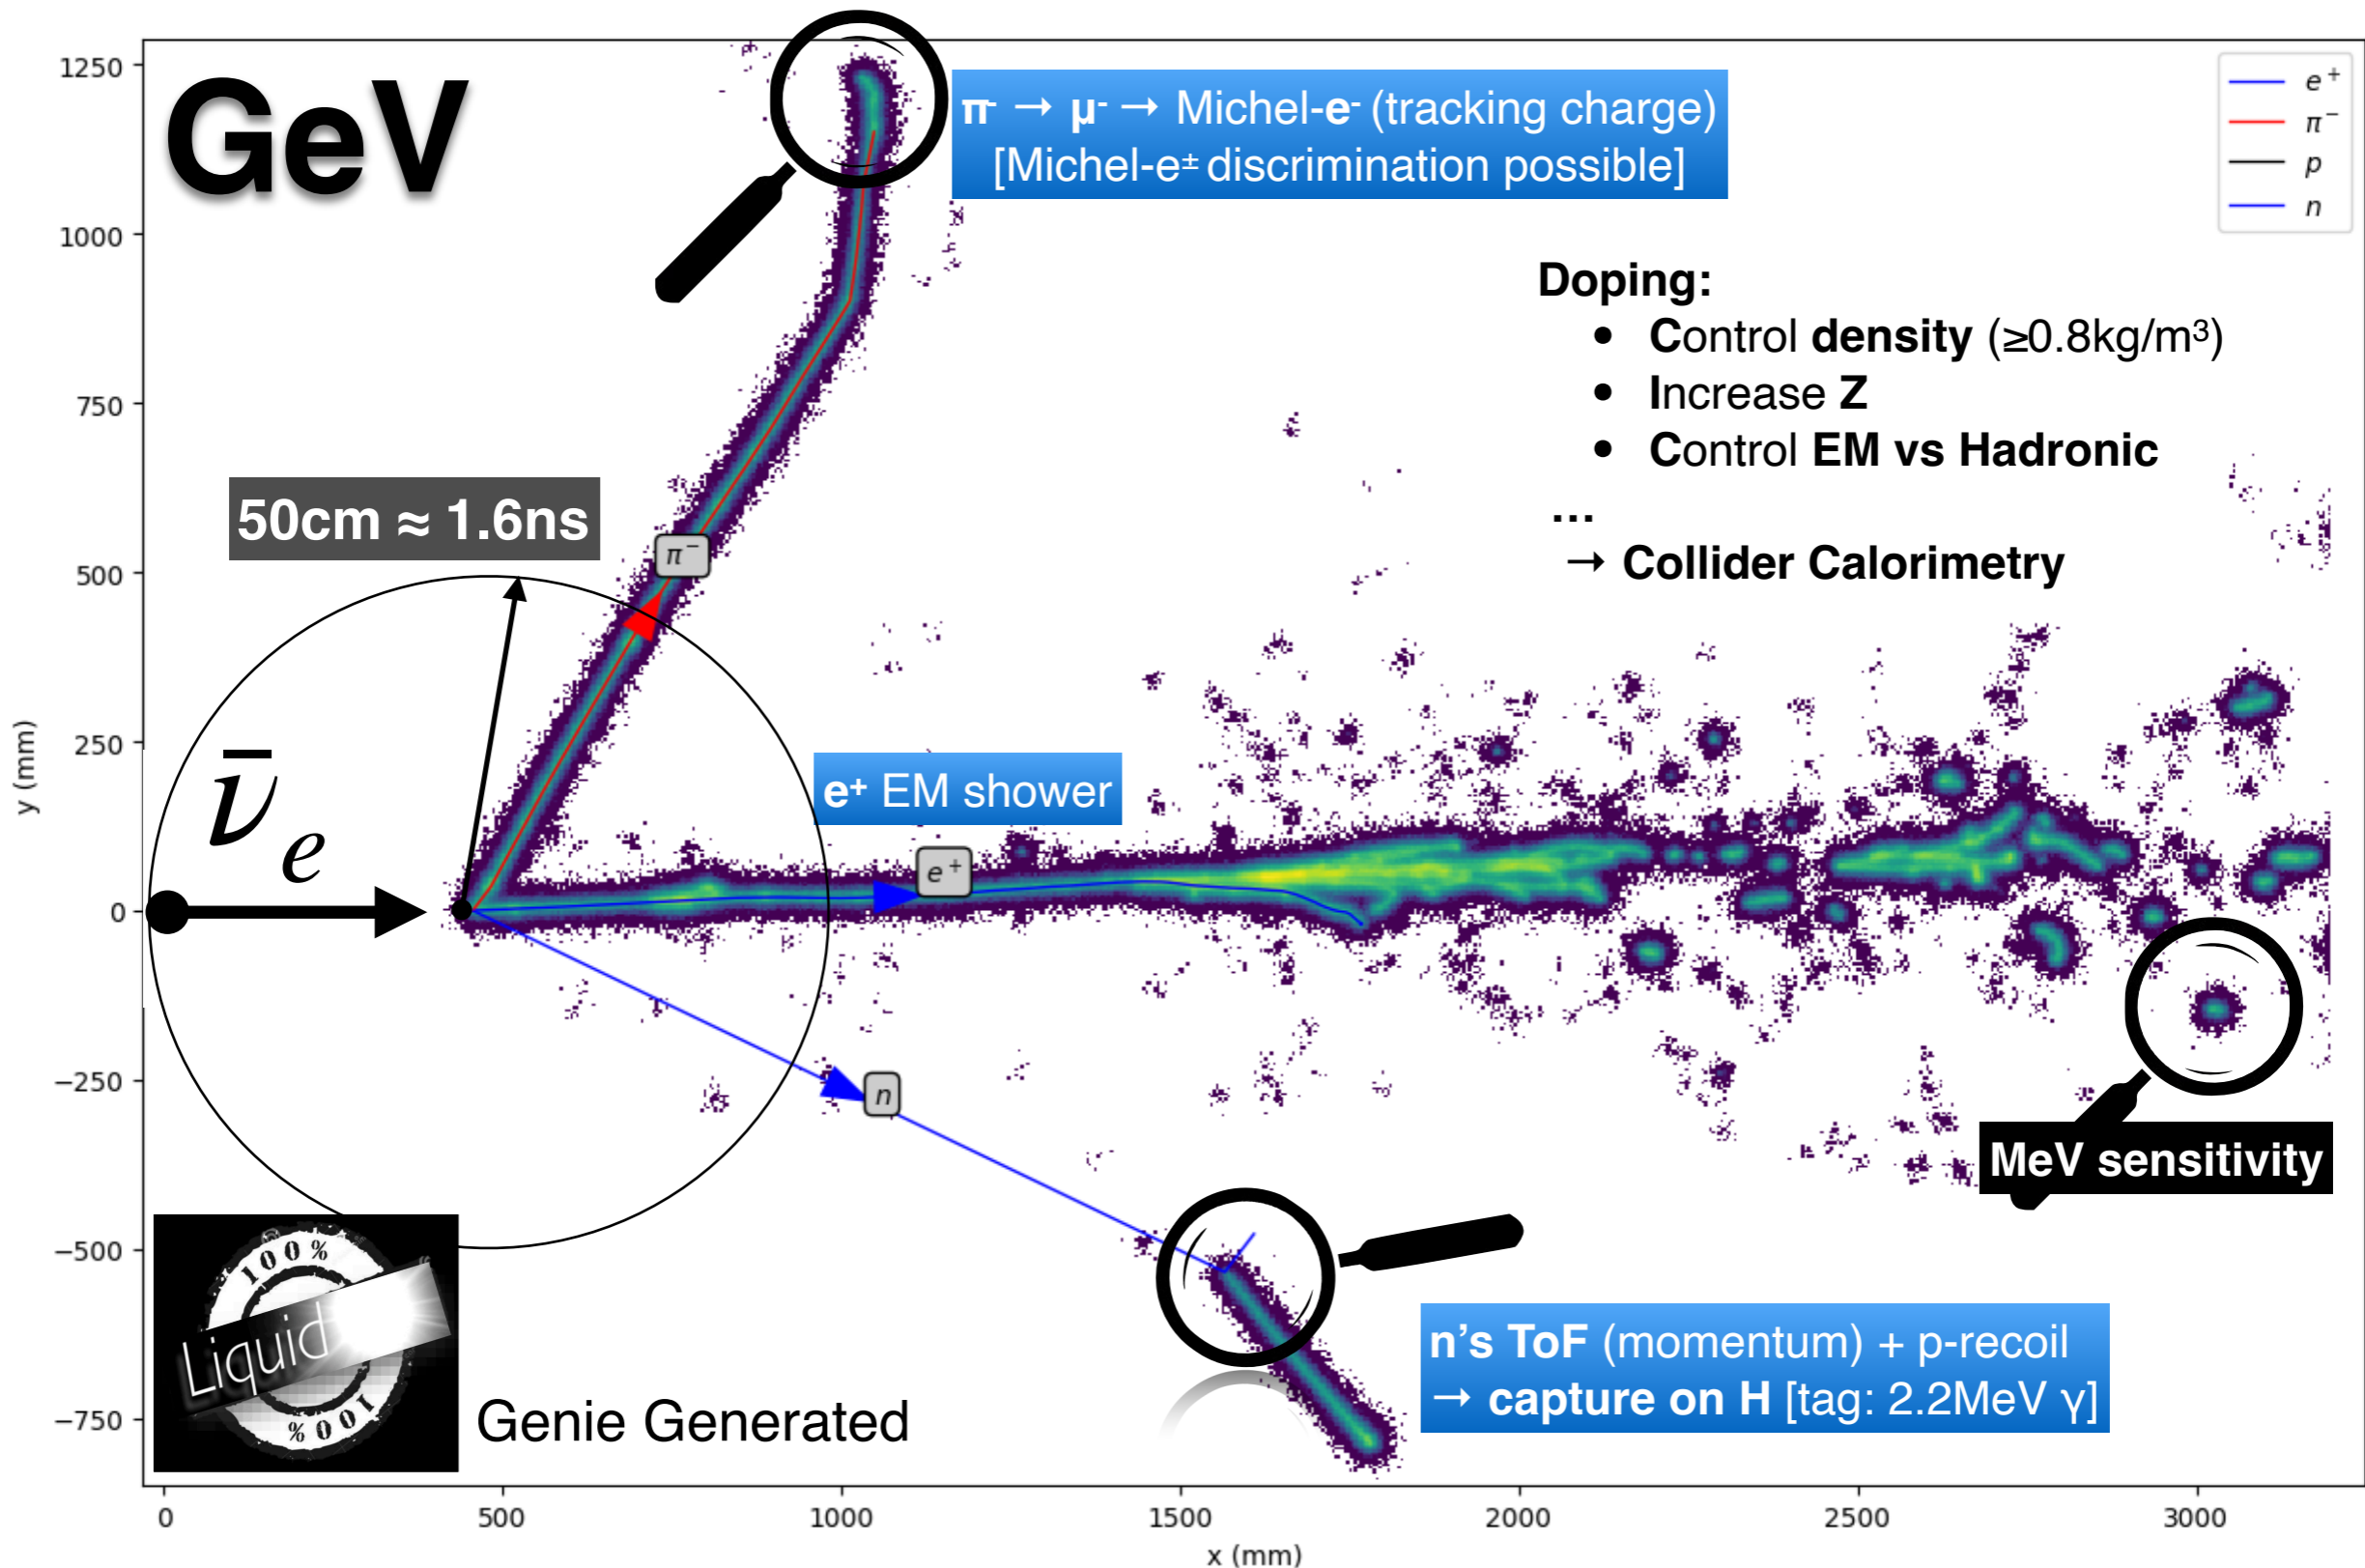 GeV
π⁻ → μ⁻ → Michel-e⁻ (tracking charge)
[Michel-e± discrimination possible]
e⁺
π⁻
p
n
Doping:
• Control density (≥0.8kg/m³)
• Increase Z
• Control EM vs Hadronic
...
→ Collider Calorimetry
50cm ≈ 1.6ns
π⁻
ν̄e
e⁺ EM shower
e⁺
n
MeV sensitivity
n's ToF (momentum) + p-recoil
→ capture on H [tag: 2.2MeV γ]
100%
Liquid
100%
Genie Generated
y (mm)
1250
1000
750
500
250
0
−250
−500
−750
0
500
1000
1500
2000
2500
3000
x (mm)